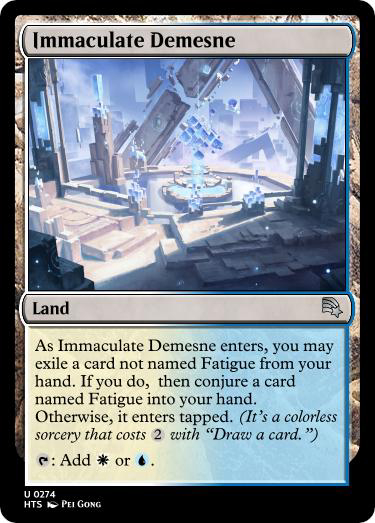 Immaculate Demesne
Land
As Immaculate Demesne enters, you may
exile a card not named Fatigue from your
hand. If you do,  then conjure a card
named Fatigue into your hand.
Otherwise, it enters tapped. (It's a colorless
sorcery that costs 2 with “Draw a card.”)
: Add or .
U 0274
HTS Pei Gong